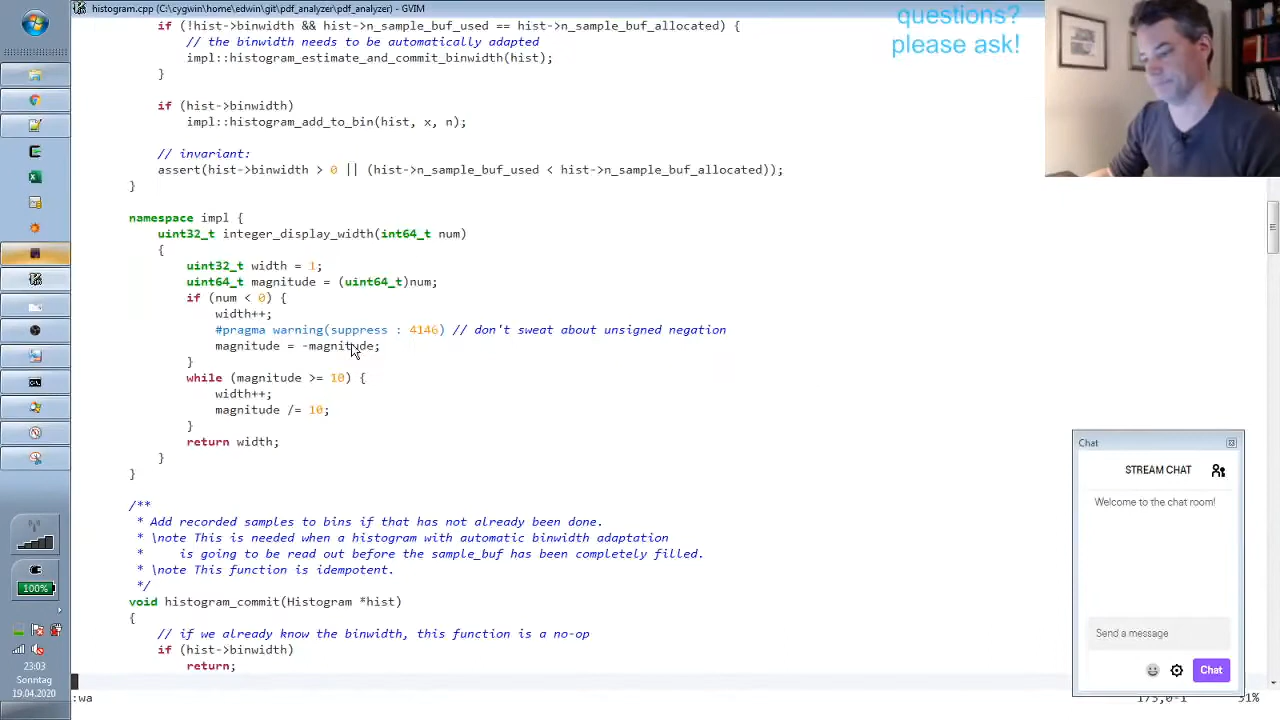 histogram.cpp (C:\cygwin\home\edwin\git\pdf_analyzer\pdf_analyzer) - GVIM
questions?
please ask!
if (!hist->binwidth && hist->n_sample_buf_used == hist->n_sample_buf_allocated) {
// the binwidth needs to be automatically adapted
impl::histogram_estimate_and_commit_binwidth(hist);
}
if (hist->binwidth)
impl::histogram_add_to_bin(hist, x, n);
// invariant:
assert(hist->binwidth > 0 || (hist->n_sample_buf_used < hist->n_sample_buf_allocated));
}
namespace impl {
uint32_t integer_display_width(int64_t num)
{
uint32_t width = 1;
uint64_t magnitude = (uint64_t)num;
if (num < 0) {
width++;
#pragma warning(suppress : 4146) // don't sweat about unsigned negation
magnitude = -magnitude;
}
while (magnitude >= 10) {
width++;
magnitude /= 10;
}
return width;
}
}
/**
* Add recorded samples to bins if that has not already been done.
* \note This is needed when a histogram with automatic binwidth adaptation
* is going to be read out before the sample_buf has been completely filled.
* \note This function is idempotent.
*/
void histogram_commit(Histogram *hist)
{
// if we already know the binwidth, this function is a no-op
if (hist->binwidth)
return;
:wa
31%
Chat
STREAM CHAT
Welcome to the chat room!
Send a message
Chat
100%
23:03
Sonntag
19.04.2020